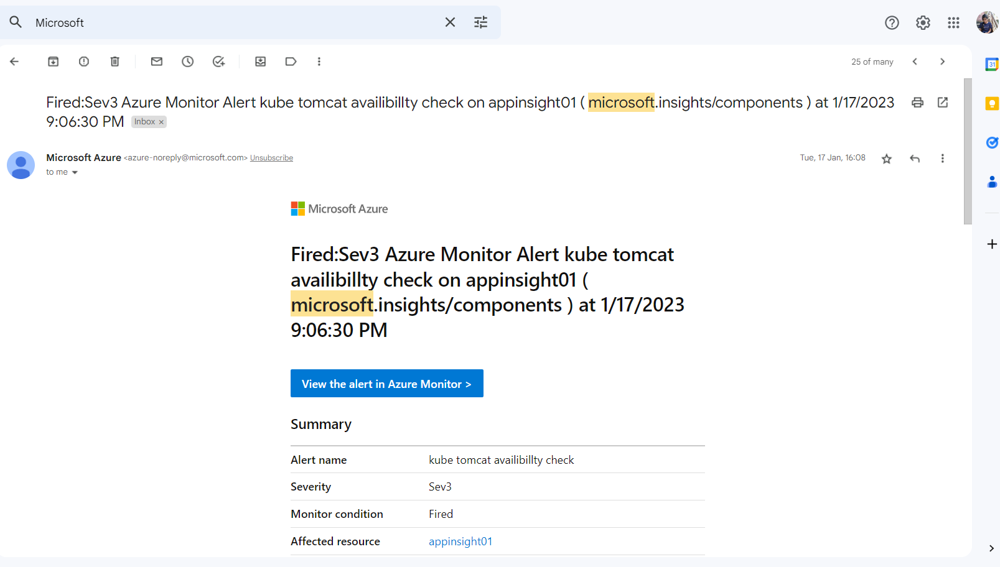 Microsoft
25 of many
Fired:Sev3 Azure Monitor Alert kube tomcat availibillty check on appinsight01 ( microsoft.insights/components ) at 1/17/2023
9:06:30 PM Inbox ×
Microsoft Azure <azure-noreply@microsoft.com> Unsubscribe
Tue, 17 Jan, 16:08
to me
Microsoft Azure
Fired:Sev3 Azure Monitor Alert kube tomcat
availibillty check on appinsight01 (
microsoft.insights/components ) at 1/17/2023
9:06:30 PM
View the alert in Azure Monitor >
Summary
Alert name kube tomcat availibillty check
Severity Sev3
Monitor condition Fired
Affected resource appinsight01
31